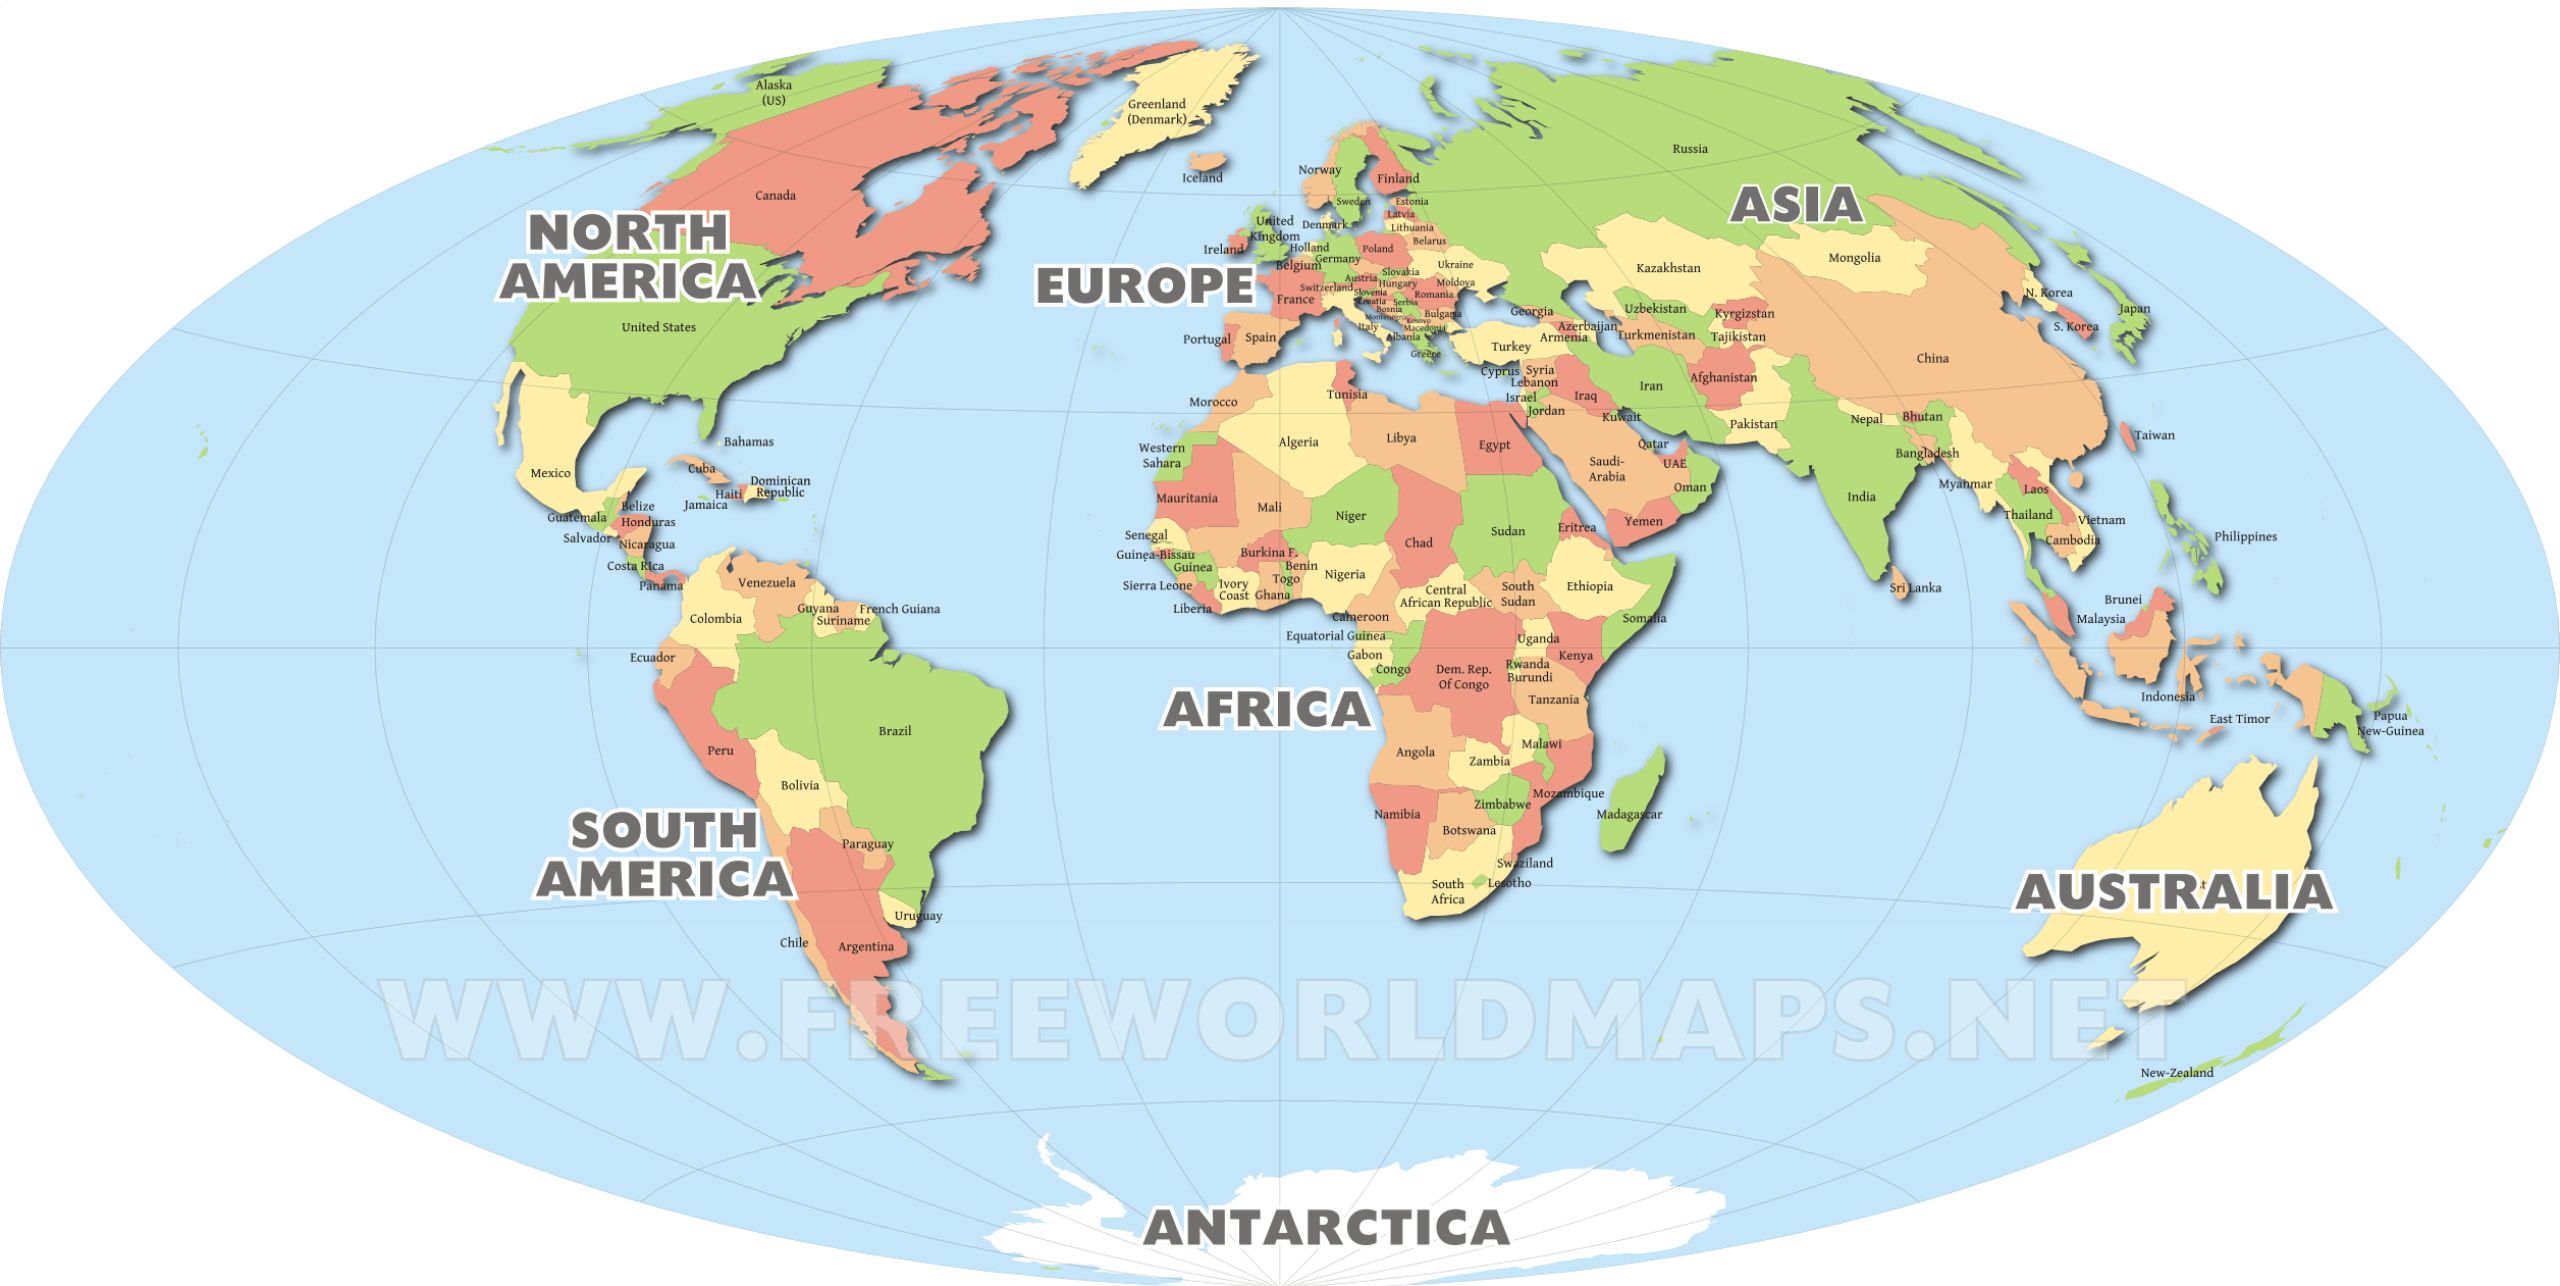 Alaska
(US)
Greenland
(Denmark)
Iceland
Canada
NORTH
AMERICA
United States
Mexico
Bahamas
Cuba
Dominican
Republic
Haiti
Jamaica
Belize
Guatemala
Honduras
Salvador
Nicaragua
Costa RIca
Panama
Venezuela
Guyana
French Guiana
Suriname
Colombia
Ecuador
Brazil
Peru
Bolivia
SOUTH
AMERICA
Paraguay
Uruguay
Chile
Argentina
EUROPE
Norway
Finland
Sweden
Estonia
Latvia
Lithuania
Belarus
United
Kingdom
Denmark
Ireland
Holland
Germany
Poland
Belgium
Ukraine
Slovakia
Austria
Hungary
Moldova
Switzerland
Slovenia
Romania
France
Croatia
Serbia
Bosnia
Montenegro
Kosovo
Bulgaria
Italy
Macedonia
Albania
Greece
Portugal
Spain
ASIA
Russia
Kazakhstan
Mongolia
N. Korea
S. Korea
Japan
Georgia
Uzbekistan
Kyrgizstan
Azerbaijan
Armenia
Turkmenistan
Tajikistan
Turkey
China
Cyprus
Syria
Lebanon
Iran
Afghanistan
Israel
Iraq
Jordan
Kuwait
Pakistan
Nepal
Bhutan
Qatar
UAE
Saudi-
Arabia
Oman
Yemen
Bangladesh
Taiwan
India
Myanmar
Laos
Thailand
Vietnam
Cambodia
Philippines
Sri Lanka
Brunei
Malaysia
Indonesia
East Timor
Papua
New-Guinea
AFRICA
Morocco
Tunisia
Algeria
Libya
Egypt
Western
Sahara
Mauritania
Mali
Niger
Chad
Sudan
Eritrea
Senegal
Guinea-Bissau
Guinea
Burkina F.
Benin
Togo
Sierra Leone
Ivory
Coast
Ghana
Nigeria
Liberia
Central
African Republic
South
Sudan
Ethiopia
Cameroon
Somalia
Equatorial Guinea
Gabon
Congo
Uganda
Kenya
Dem. Rep.
Of Congo
Rwanda
Burundi
Tanzania
Angola
Malawi
Zambia
Mozambique
Zimbabwe
Namibia
Botswana
Madagascar
Swaziland
South
Africa
Lesotho
AUSTRALIA
New-Zealand
WWW.FREEWORLDMAPS.NET
ANTARCTICA